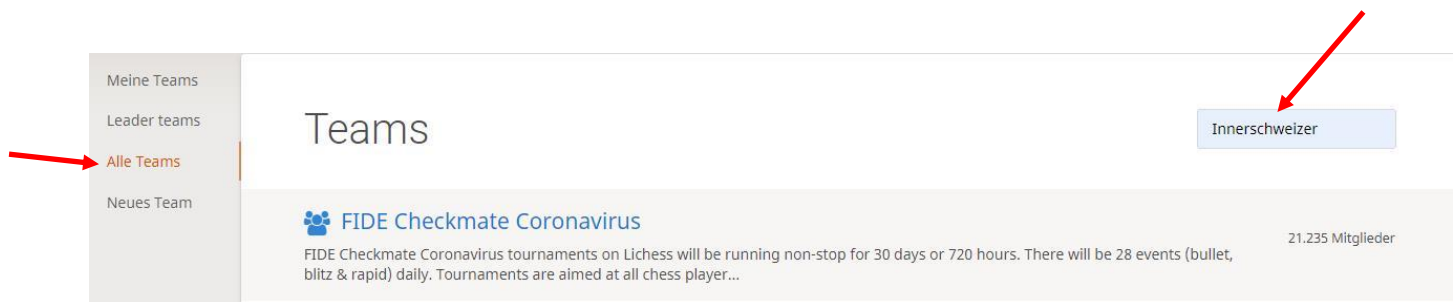 Meine Teams
Leader teams
Alle Teams
Neues Team
Teams
Innerschweizer
FIDE Checkmate Coronavirus
FIDE Checkmate Coronavirus tournaments on Lichess will be running non-stop for 30 days or 720 hours. There will be 28 events (bullet,
blitz & rapid) daily. Tournaments are aimed at all chess player...
21.235 Mitglieder